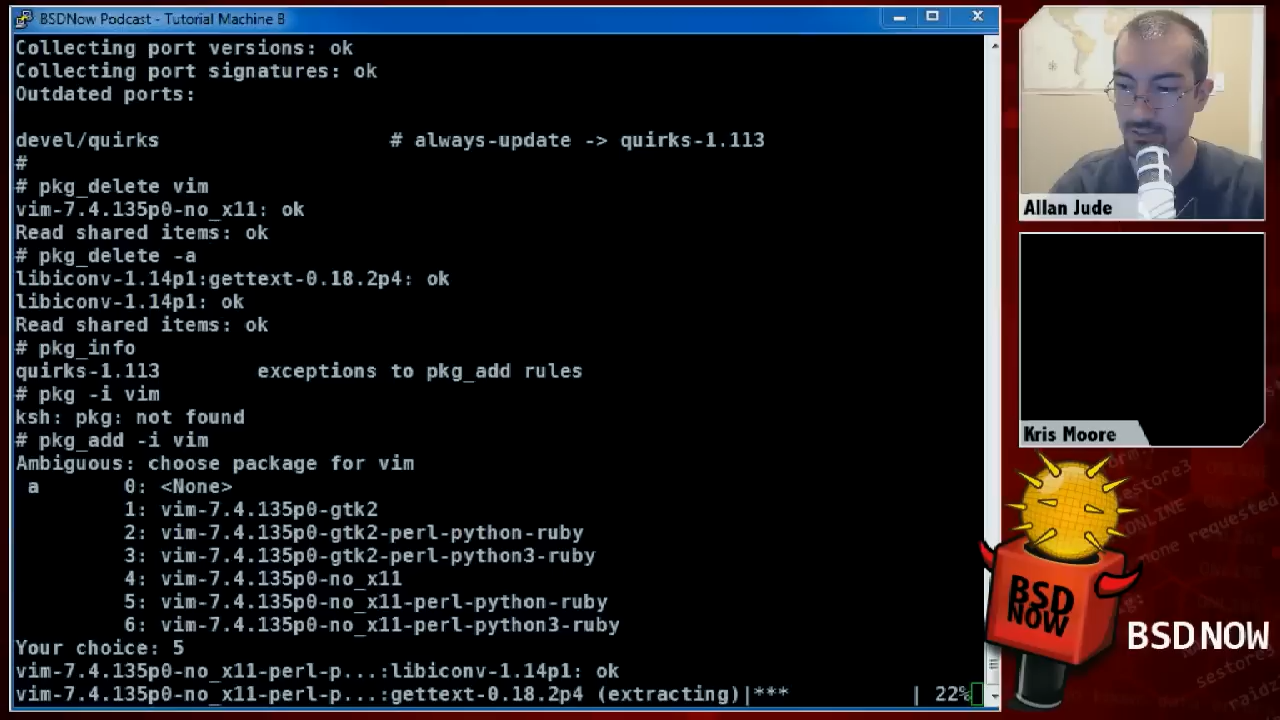 BSDNow Podcast - Tutorial Machine B
Collecting port versions: ok
Collecting port signatures: ok
Outdated ports:
devel/quirks # always-update -> quirks-1.113
#
# pkg_delete vim
vim-7.4.135p0-no_x11: ok
Read shared items: ok
# pkg_delete -a
libiconv-1.14p1:gettext-0.18.2p4: ok
libiconv-1.14p1: ok
Read shared items: ok
# pkg_info
quirks-1.113 exceptions to pkg_add rules
# pkg -i vim
ksh: pkg: not found
# pkg_add -i vim
Ambiguous: choose package for vim
a 0: <None>
1: vim-7.4.135p0-gtk2
2: vim-7.4.135p0-gtk2-perl-python-ruby
3: vim-7.4.135p0-gtk2-perl-python3-ruby
4: vim-7.4.135p0-no_x11
5: vim-7.4.135p0-no_x11-perl-python-ruby
6: vim-7.4.135p0-no_x11-perl-python3-ruby
Your choice: 5
vim-7.4.135p0-no_x11-perl-p...:libiconv-1.14p1: ok
vim-7.4.135p0-no_x11-perl-p...:gettext-0.18.2p4 (extracting)|*** | 22%
Allan Jude
Kris Moore
BSD
NOW
BSDNOW